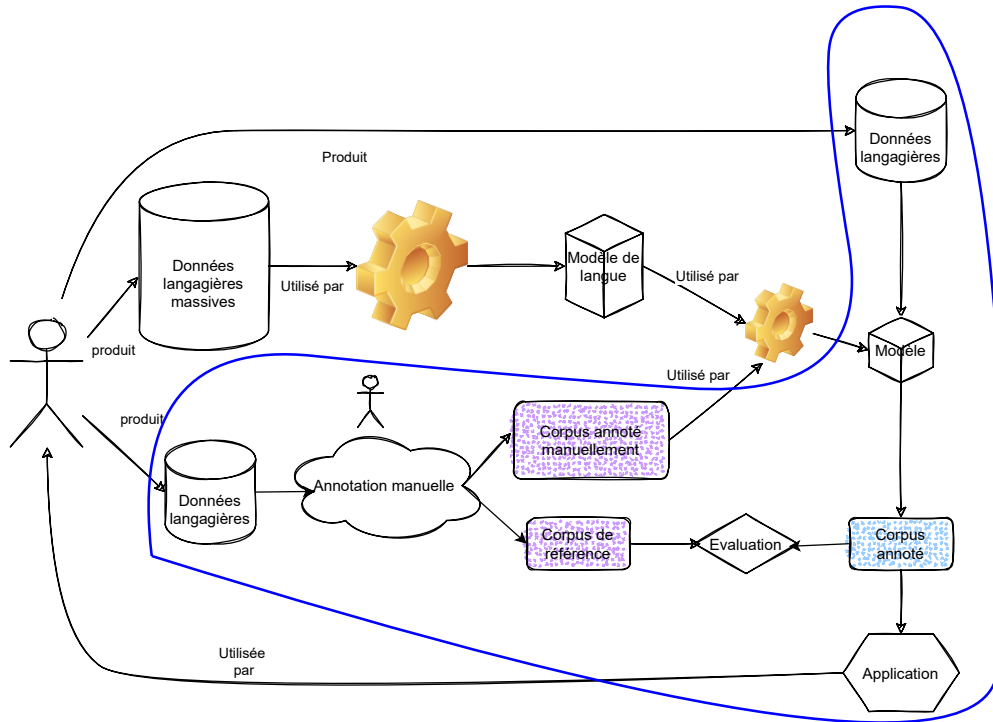 Données
langagières
Produit
Données
langagières
massives
Utilisé par
Modèle de
langue
Utilisé par
produit
Modèle
Utilisé par
produit
Corpus annoté
manuellement
Données
langagières
Annotation manuelle
Corpus de
référence
Evaluation
Corpus
annoté
Utilisée
par
Application